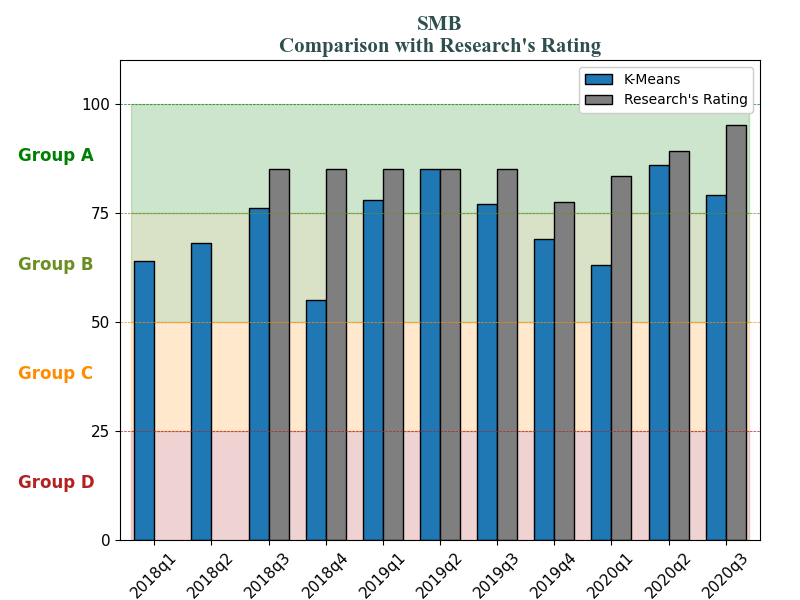 SMB
Comparison with Research's Rating
K-Means
Research's Rating
100
Group A
75
Group B
50
Group C
25
Group D
0
2018q1
2018q2
2018q3
2018q4
2019q1
2019q2
2019q3
2019q4
2020q1
2020q2
2020q3